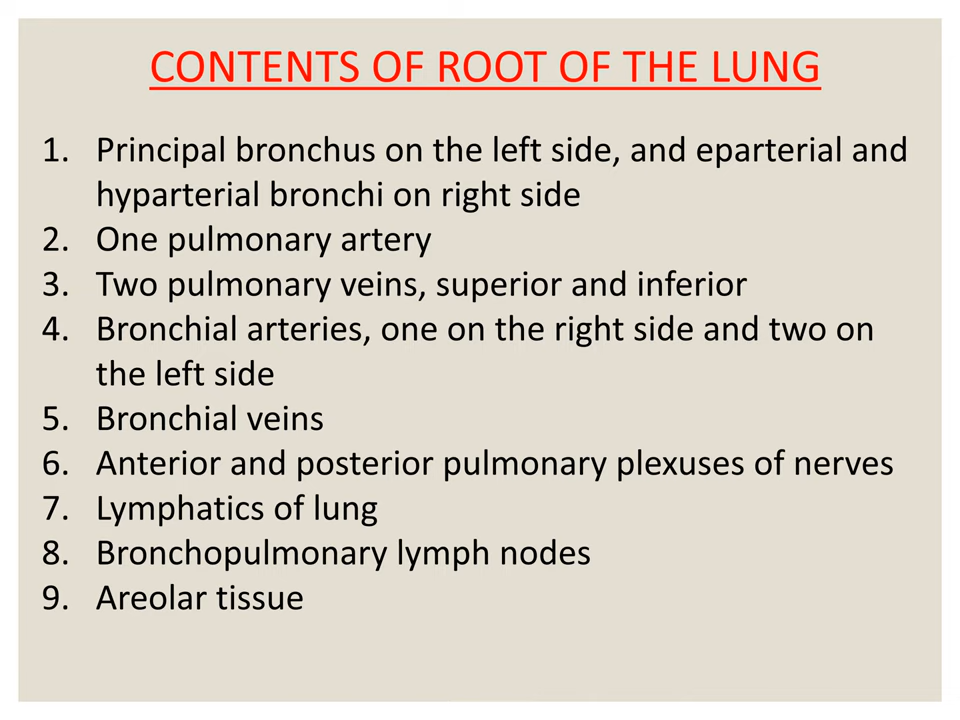 CONTENTS OF ROOT OF THE LUNG
1. Principal bronchus on the left side, and eparterial and
hyparterial bronchi on right side
2. One pulmonary artery
3. Two pulmonary veins, superior and inferior
4. Bronchial arteries, one on the right side and two on
the left side
5. Bronchial veins
6. Anterior and posterior pulmonary plexuses of nerves
7. Lymphatics of lung
8. Bronchopulmonary lymph nodes
9. Areolar tissue